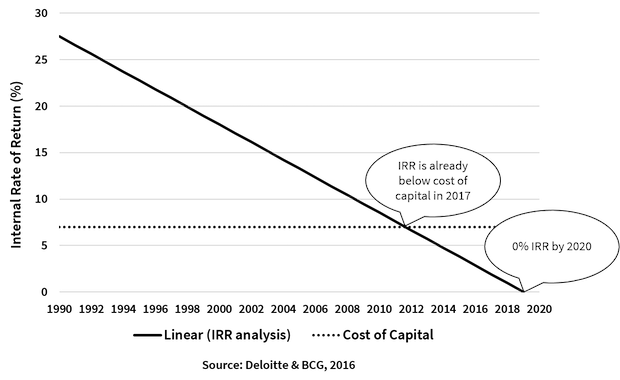 30
25
20
15
10
5
0
Internal Rate of Return (%)
IRR is already
below cost of
capital in 2017
0% IRR by 2020
1990 1992 1994 1996 1998 2000 2002 2004 2006 2008 2010 2012 2014 2016 2018 2020
Linear (IRR analysis) Cost of Capital
Source: Deloitte & BCG, 2016